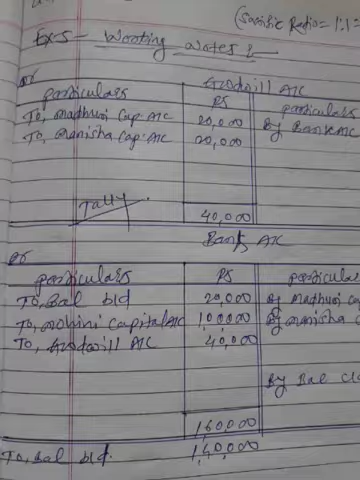 (Sacrific Ratio = 1:1=
Ex-5 - Working Notes :-
Dr Goodwill A/C
Particulars RS Particulars
To, Madhuri Cap. A/C 20,000 By Bank A/C
To, Manisha Cap. A/C 20,000
Tally
40,000
Bank A/C
Dr
Particulars RS Partic
To, Bal b/d 20,000 By Madhuri Ca
To, Mohini Capital A/C 1,00,000 By Manisha C
To, Goodwill A/C 40,000
By Bal C/
1,60,000
To, Bal b/d. 1,40,000